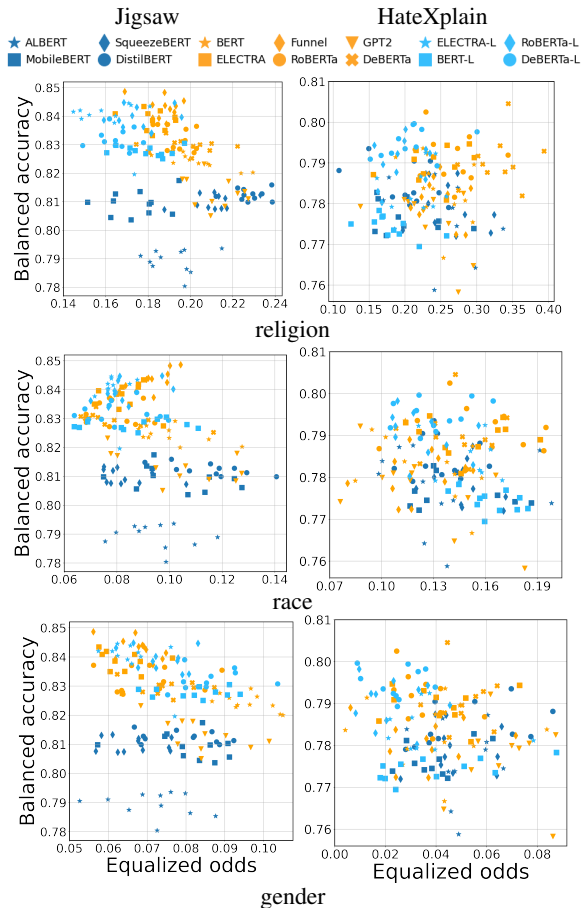 Jigsaw HateXplain
ALBERT SqueezeBERT BERT Funnel GPT2 ELECTRA-L RoBERTa-L
MobileBERT DistilBERT ELECTRA RoBERTa DeBERTa BERT-L DeBERTa-L
Balanced accuracy
0.85
0.84
0.83
0.82
0.81
0.80
0.79
0.78
0.14 0.16 0.18 0.20 0.22 0.24
0.81
0.80
0.79
0.78
0.77
0.76
0.10 0.15 0.20 0.25 0.30 0.35 0.40
religion
Balanced accuracy
0.85
0.84
0.83
0.82
0.81
0.80
0.79
0.78
0.06 0.08 0.10 0.12 0.14
0.81
0.80
0.79
0.78
0.77
0.76
0.07 0.10 0.13 0.16 0.19
race
Balanced accuracy
0.85
0.84
0.83
0.82
0.81
0.80
0.79
0.78
0.05 0.06 0.07 0.08 0.09 0.10
Equalized odds
0.81
0.80
0.79
0.78
0.77
0.76
0.00 0.02 0.04 0.06 0.08
Equalized odds
gender